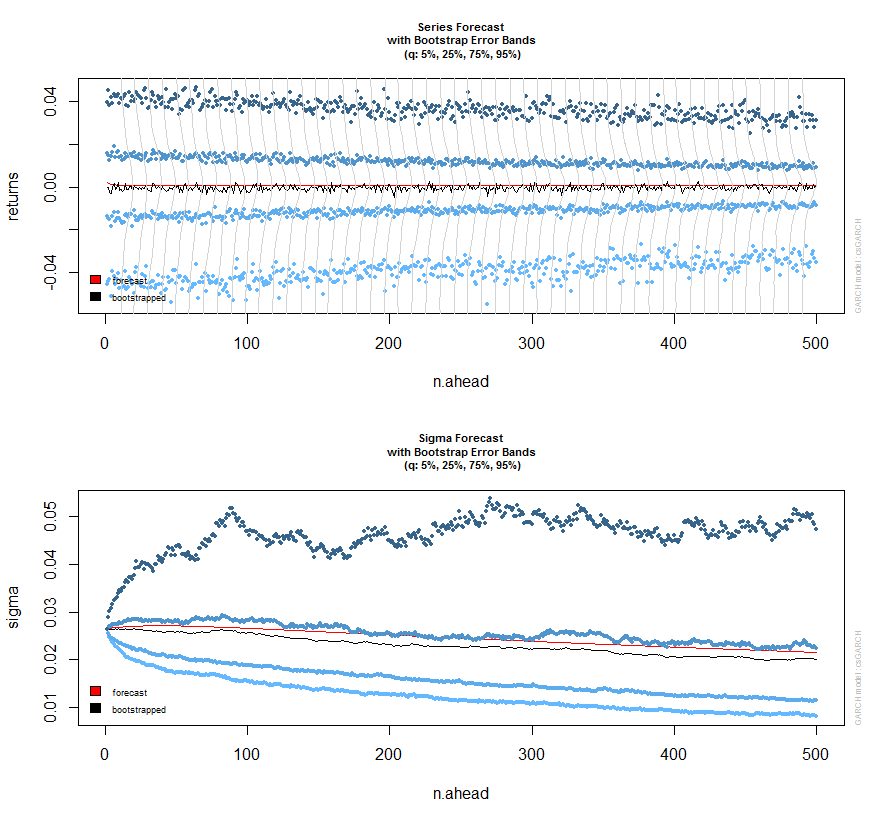 Series Forecast
with Bootstrap Error Bands
(q: 5%, 25%, 75%, 95%)
returns
0.04
0.00
-0.04
forecast
bootstrapped
GARCH model : csGARCH
0 100 200 300 400 500
n.ahead
Sigma Forecast
with Bootstrap Error Bands
(q: 5%, 25%, 75%, 95%)
sigma
0.05
0.04
0.03
0.02
0.01
forecast
bootstrapped
GARCH model : csGARCH
0 100 200 300 400 500
n.ahead